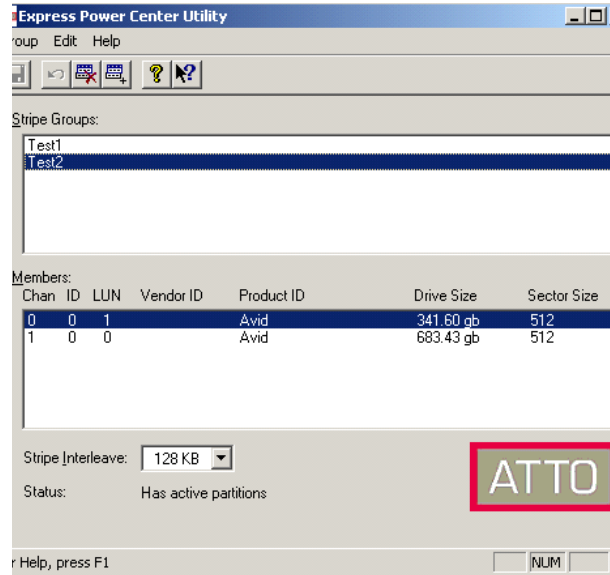 Express Power Center Utility
roup Edit Help
Stripe Groups:
Test1
Test2
Members:
Chan ID LUN Vendor ID Product ID Drive Size Sector Size
0 0 1 Avid 341.60 gb 512
1 0 0 Avid 683.43 gb 512
Stripe Interleave: 128 KB
ATTO
Status: Has active partitions
r Help, press F1 NUM